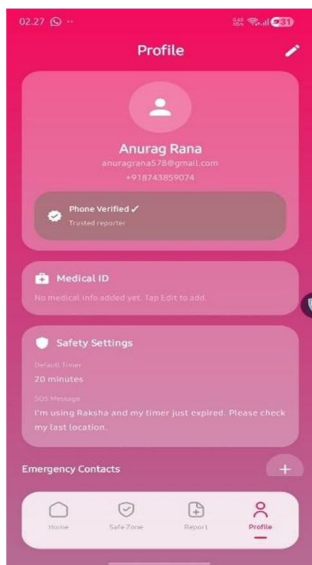 02.27
31
Profile
Anurag Rana
anuragrana578@gmail.com
+918743859074
Phone Verified ✓
Trusted reporter
Medical ID
No medical info added yet. Tap Edit to add.
Safety Settings
Default Timer
20 minutes
SOS Message
I'm using Raksha and my timer just expired. Please check
my last location.
Emergency Contacts
Home
Safe Zone
Report
Profile